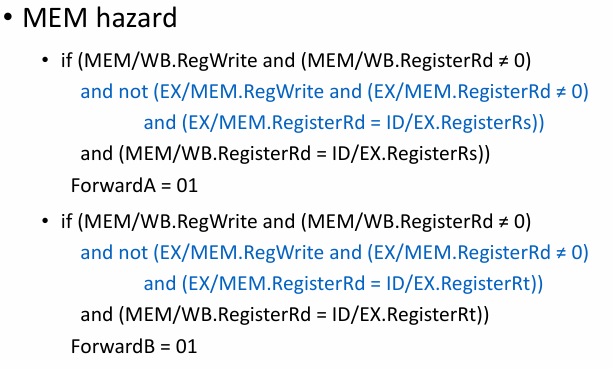 • MEM hazard
• if (MEM/WB.RegWrite and (MEM/WB.RegisterRd ≠ 0)
and not (EX/MEM.RegWrite and (EX/MEM.RegisterRd ≠ 0)
and (EX/MEM.RegisterRd = ID/EX.RegisterRs))
and (MEM/WB.RegisterRd = ID/EX.RegisterRs))
ForwardA = 01
• if (MEM/WB.RegWrite and (MEM/WB.RegisterRd ≠ 0)
and not (EX/MEM.RegWrite and (EX/MEM.RegisterRd ≠ 0)
and (EX/MEM.RegisterRd = ID/EX.RegisterRt))
and (MEM/WB.RegisterRd = ID/EX.RegisterRt))
ForwardB = 01